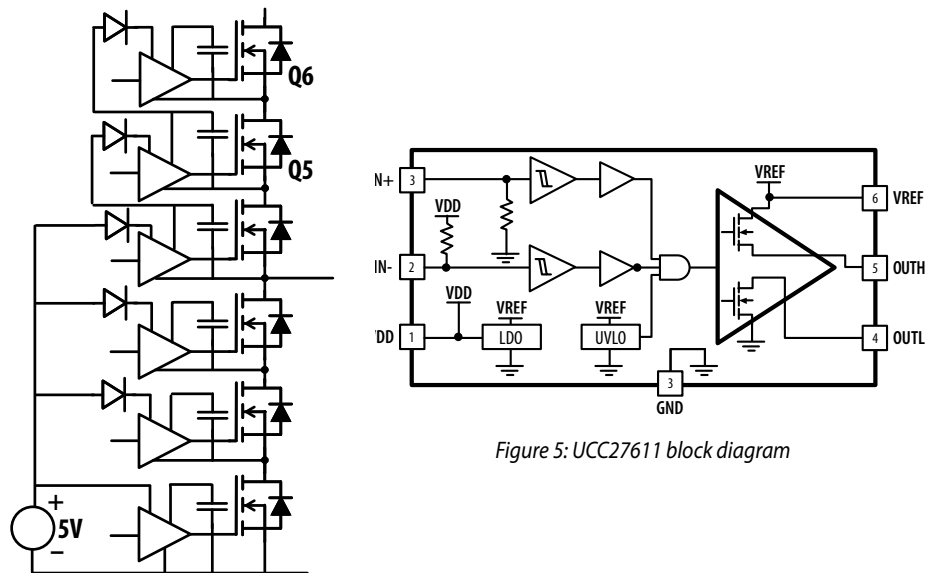 Q6
Q5
+
5V
−
N+
3
VDD
VREF
6
VREF
IN-
2
5
OUTH
VDD
VREF
VREF
DD
1
LDO
UVLO
4
OUTL
3
GND
Figure 5: UCC27611 block diagram